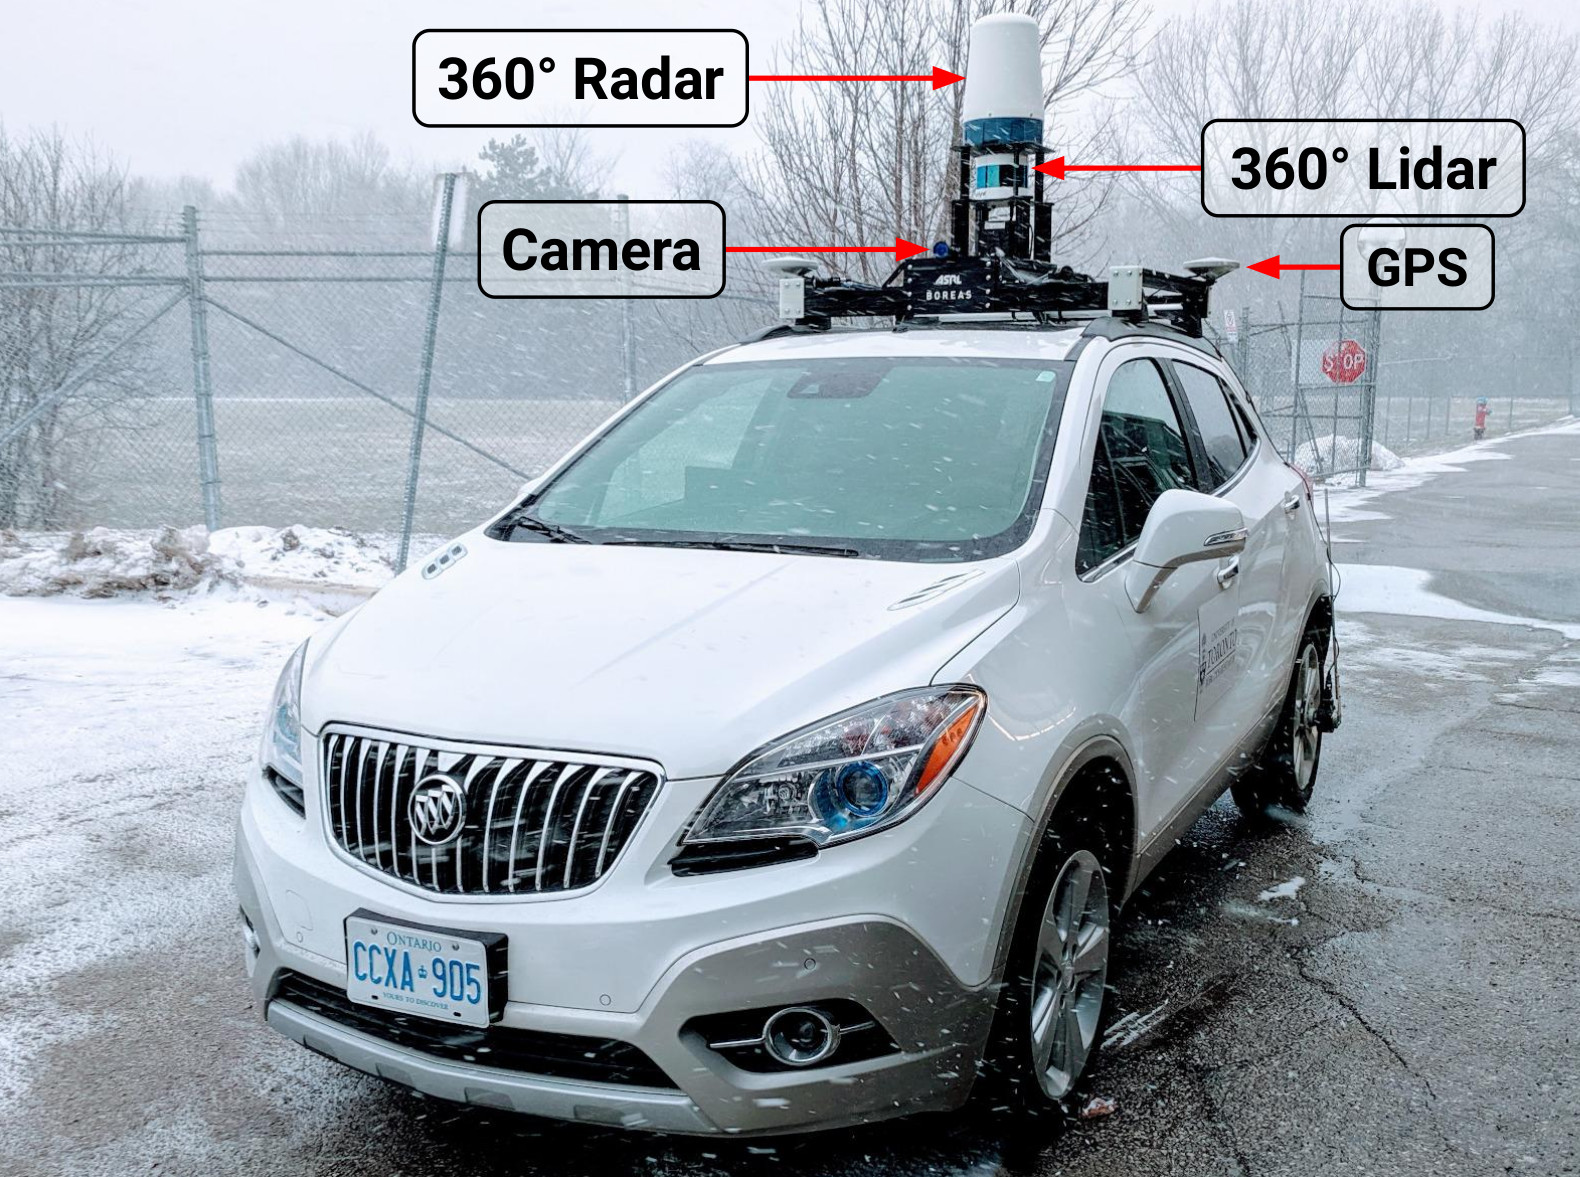 360° Radar
360° Lidar
Camera
GPS
ASRL
BOREAS
STOP
UNIVERSITY OF
TORONTO
ONTARIO
CCXA 905
YOURS TO DISCOVER